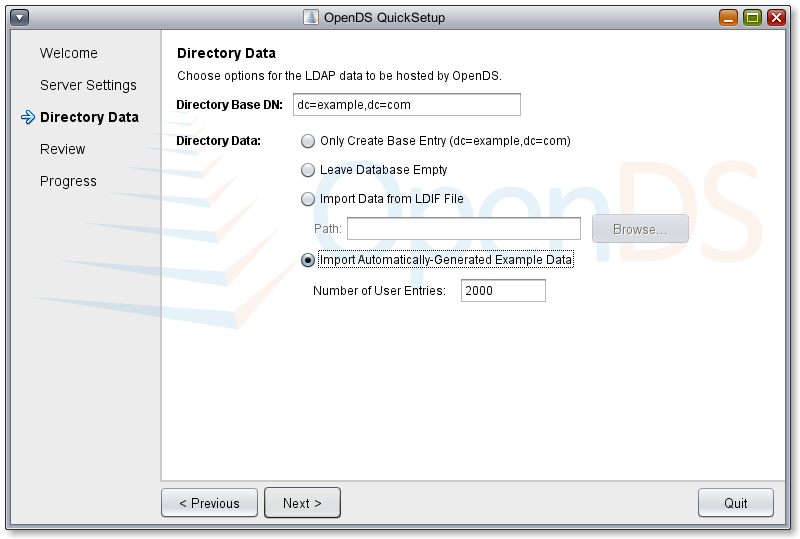 OpenDS QuickSetup
Welcome
Server Settings
Directory Data
Review
Progress
Directory Data
Choose options for the LDAP data to be hosted by OpenDS.
Directory Base DN: dc=example,dc=com
Directory Data: Only Create Base Entry (dc=example,dc=com)
Leave Database Empty
Import Data from LDIF File
Path: Browse...
Import Automatically-Generated Example Data
Number of User Entries: 2000
OpenDS
< Previous Next > Quit